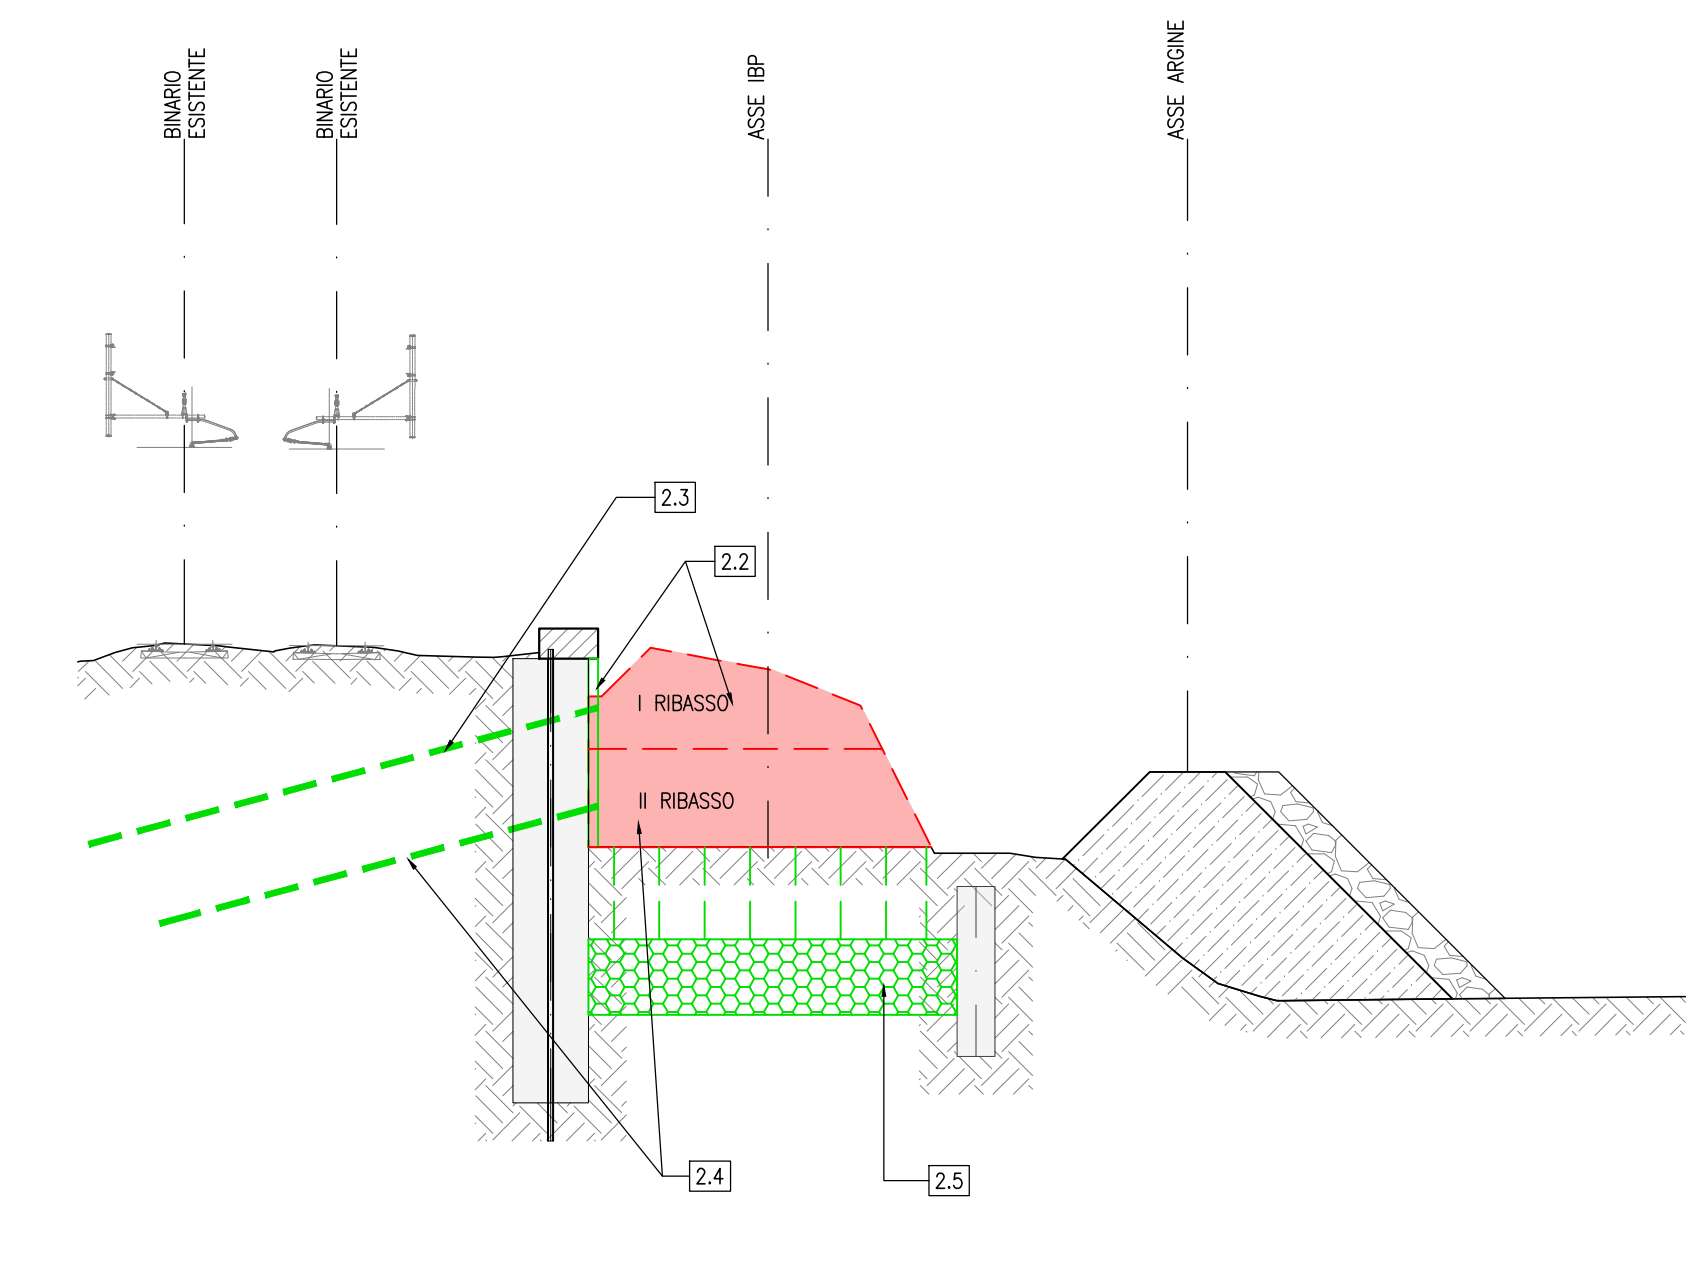 BINARIO
ESISTENTE
BINARIO
ESISTENTE
ASSE IBP
ASSE ARGINE
2.3
2.2
I RIBASSO
II RIBASSO
2.4
2.5